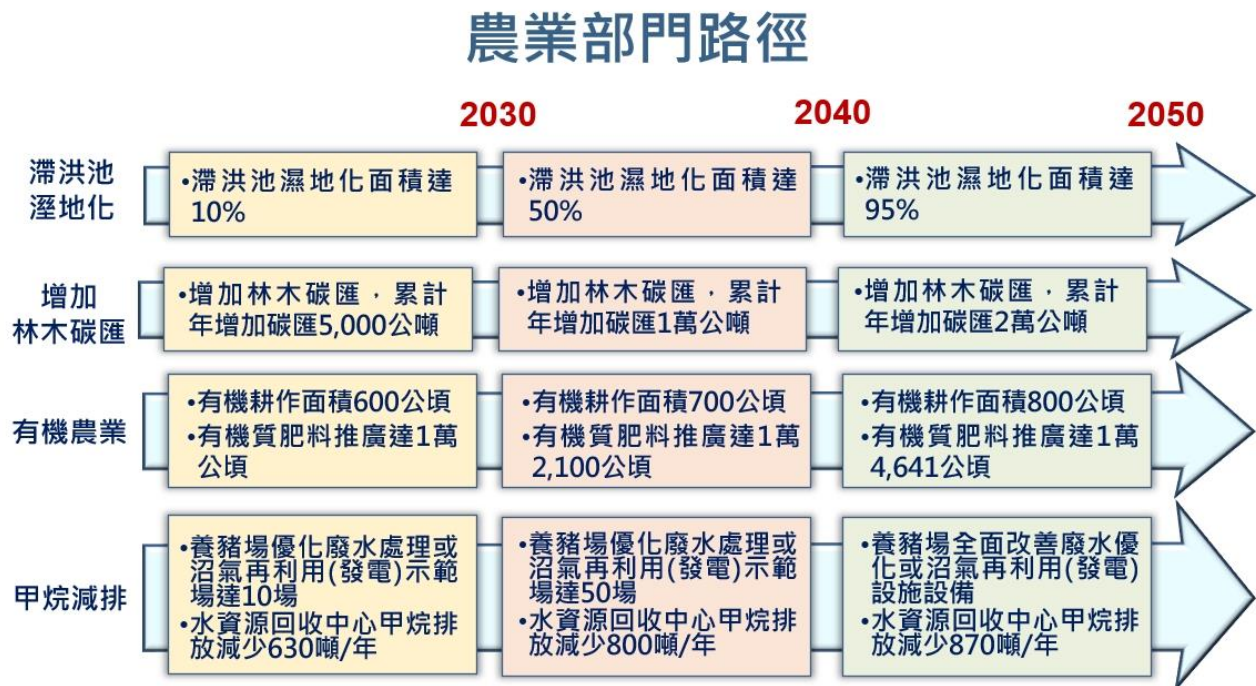 農業部門路徑
2030
2040
2050
滯洪池
溼地化
•滯洪池濕地化面積達
10%
•滯洪池濕地化面積達
50%
•滯洪池濕地化面積達
95%
增加
林木碳匯
•增加林木碳匯，累計
年增加碳匯5,000公噸
•增加林木碳匯，累計
年增加碳匯1萬公噸
•增加林木碳匯，累計
年增加碳匯2萬公噸
有機農業
•有機耕作面積600公頃
•有機質肥料推廣達1萬
公頃
•有機耕作面積700公頃
•有機質肥料推廣達1萬
2,100公頃
•有機耕作面積800公頃
•有機質肥料推廣達1萬
4,641公頃
甲烷減排
•養豬場優化廢水處理或
沼氣再利用(發電)示範
場達10場
•水資源回收中心甲烷排
放減少630噸/年
•養豬場優化廢水處理或
沼氣再利用(發電)示範
場達50場
•水資源回收中心甲烷排
放減少800噸/年
•養豬場全面改善廢水優
化或沼氣再利用(發電)
設施設備
•水資源回收中心甲烷排
放減少870噸/年